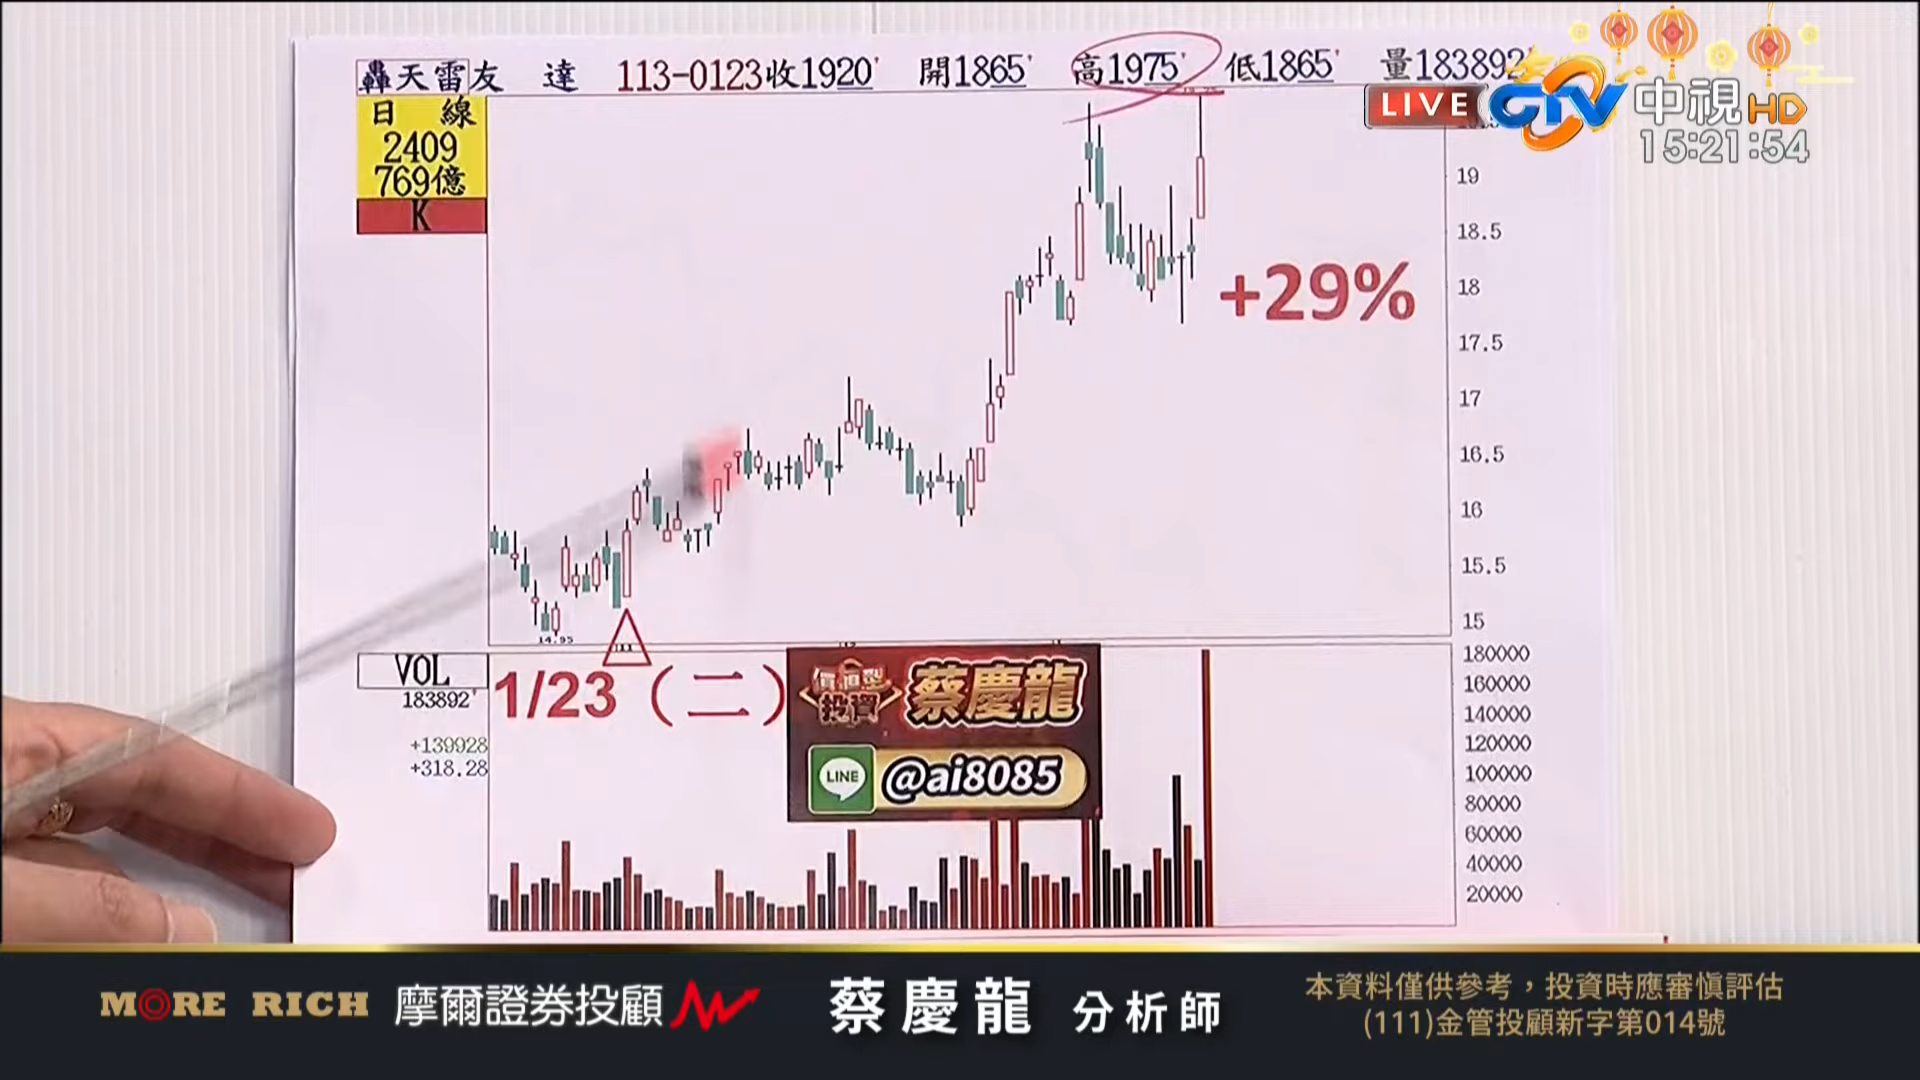 轟天雷友 達 113-0123收1920' 開1865' 高1975' 低1865' 量183892'
日 線
2409
769億
K
LIVE
CTV 中視HD
15:21:54
19
18.5
+29%
18
17.5
17
16.5
16
15.5
15
14.95
11
VOL
183892'
+139928
+318.28
1/23（二）
180000
160000
140000
120000
100000
80000
60000
40000
20000
價值型
投資
蔡慶龍
LINE
@ai8085
MORE RICH 摩爾證券投顧
蔡慶龍 分析師
本資料僅供參考，投資時應審慎評估
(111)金管投顧新字第014號